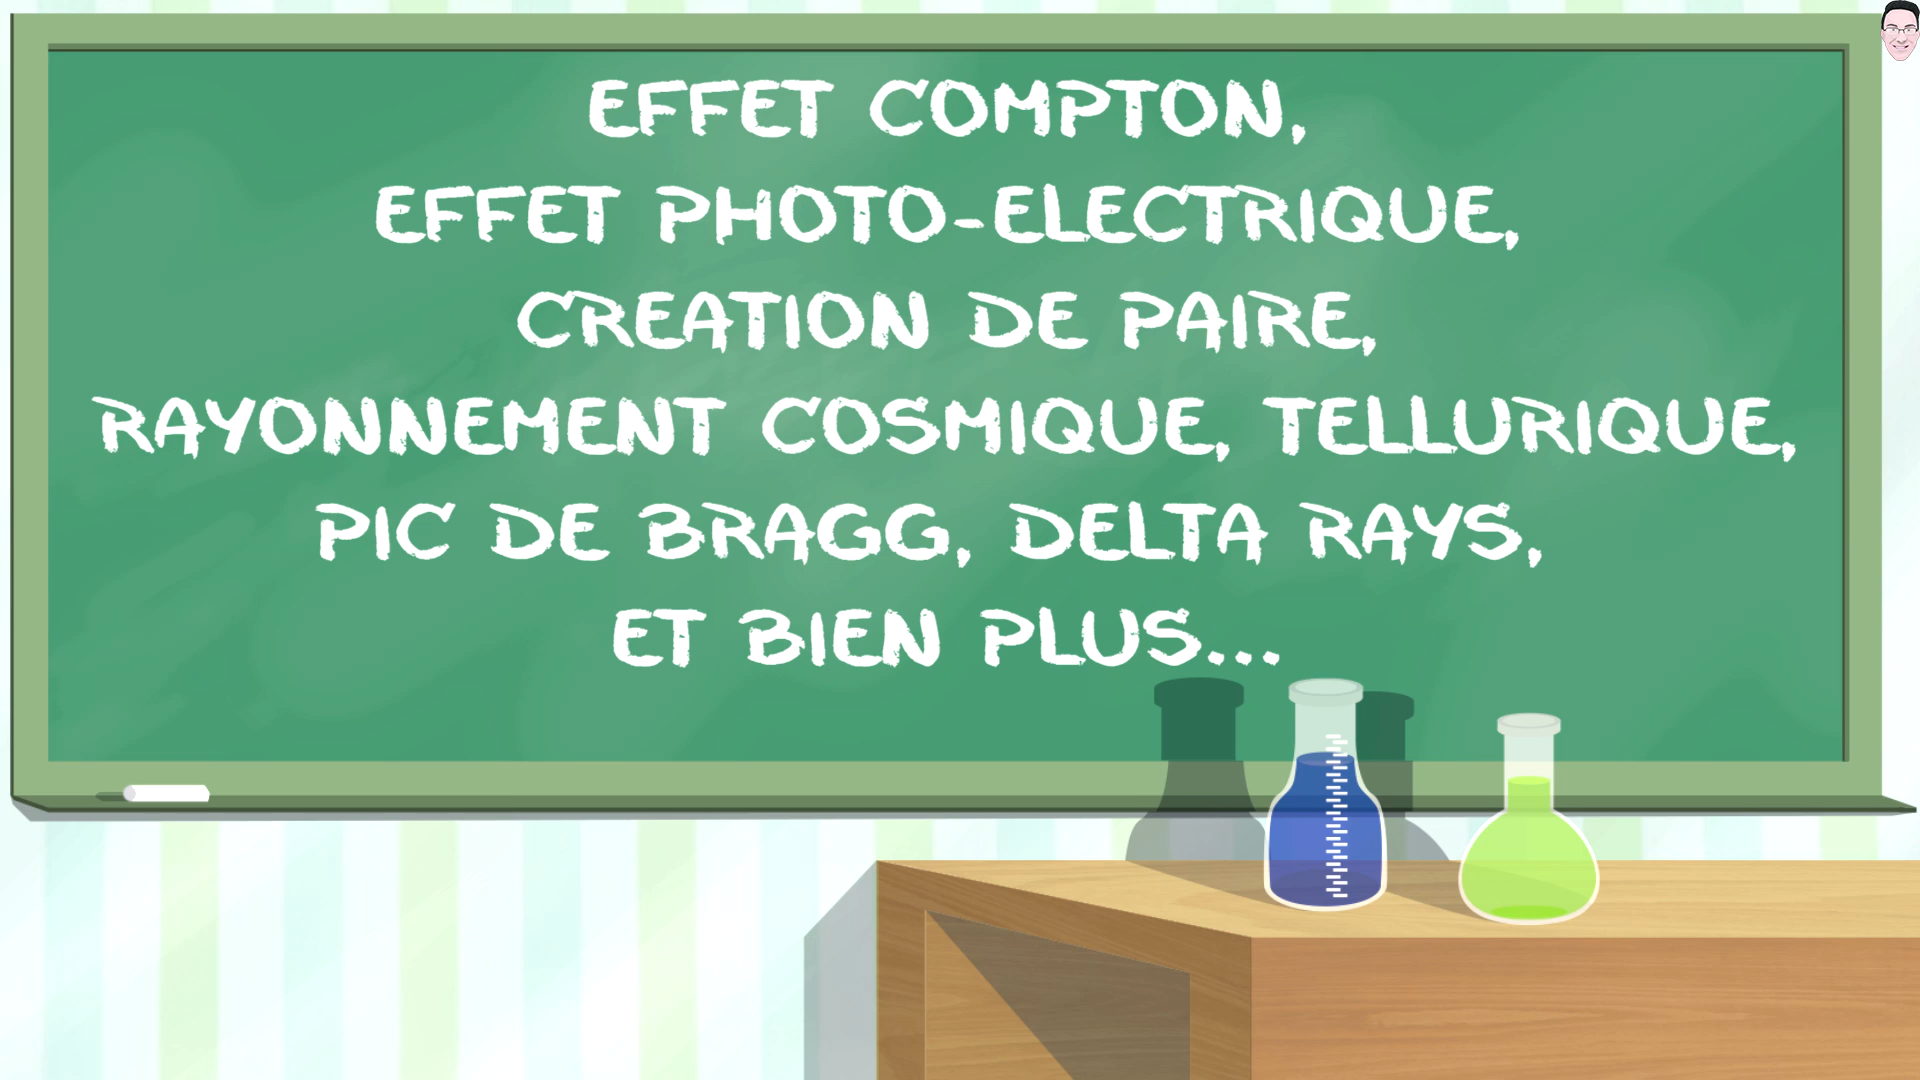 EFFET COMPTON,
EFFET PHOTO-ELECTRIQUE,
CREATION DE PAIRE,
RAYONNEMENT COSMIQUE, TELLURIQUE,
PIC DE BRAGG, DELTA RAYS,
ET BIEN PLUS...